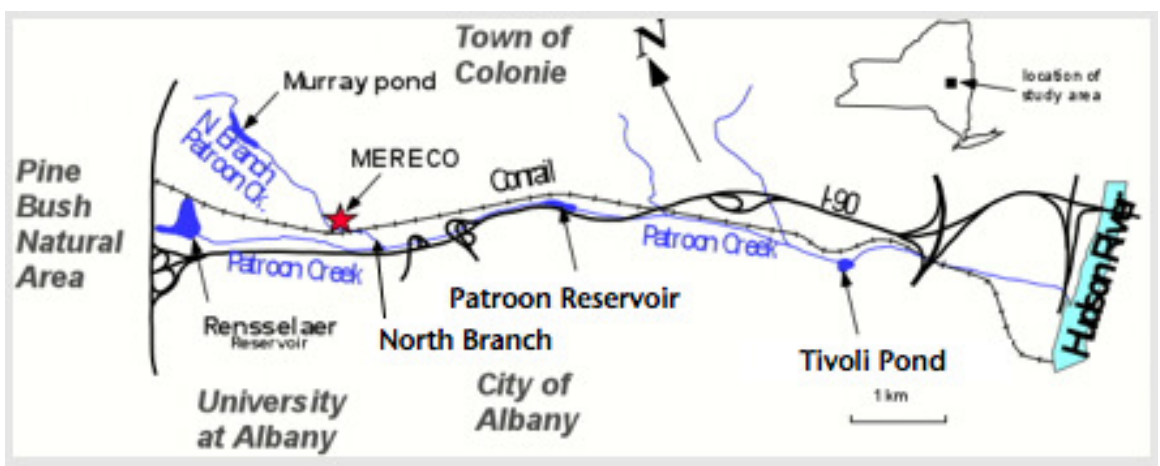 Town of
Colonie
N
location of
study area
Murray pond
N Branch
Patroon Ck.
MERECO
Conrail
I-90
Pine
Bush
Natural
Area
Patroon Creek
Patroon Creek
Hudson River
Patroon Reservoir
Rensselaer
Reservoir
North Branch
Tivoli Pond
University
at Albany
City of
Albany
1 km